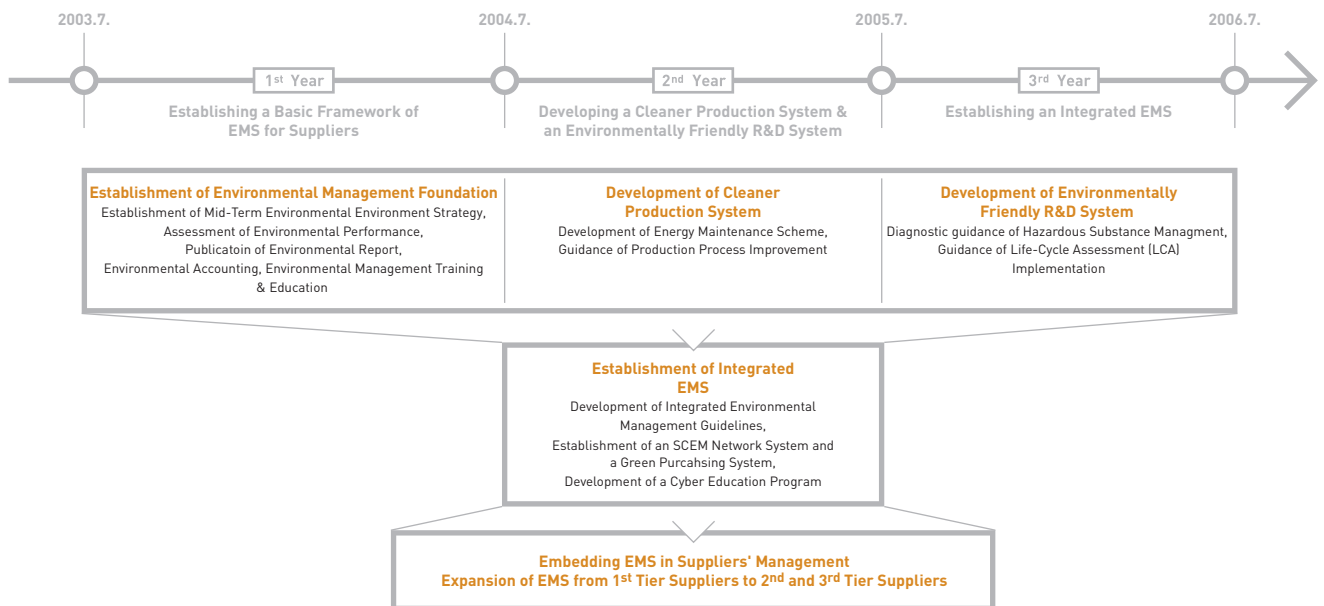 2003.7.
2004.7.
2005.7.
2006.7.
1st Year
2nd Year
3rd Year
Establishing a Basic Framework of
EMS for Suppliers
Developing a Cleaner Production System &
an Environmentally Friendly R&D System
Establishing an Integrated EMS
Establishment of Environmental Management Foundation
Establishment of Mid-Term Environmental Environment Strategy,
Assessment of Environmental Performance,
Publicatoin of Environmental Report,
Environmental Accounting, Environmental Management Training
& Education
Development of Cleaner
Production System
Development of Energy Maintenance Scheme,
Guidance of Production Process Improvement
Development of Environmentally
Friendly R&D System
Diagnostic guidance of Hazardous Substance Managment,
Guidance of Life-Cycle Assessment (LCA)
Implementation
Establishment of Integrated
EMS
Development of Integrated Environmental
Management Guidelines,
Establishment of an SCEM Network System and
a Green Purcahsing System,
Development of a Cyber Education Program
Embedding EMS in Suppliers' Management
Expansion of EMS from 1st Tier Suppliers to 2nd and 3rd Tier Suppliers